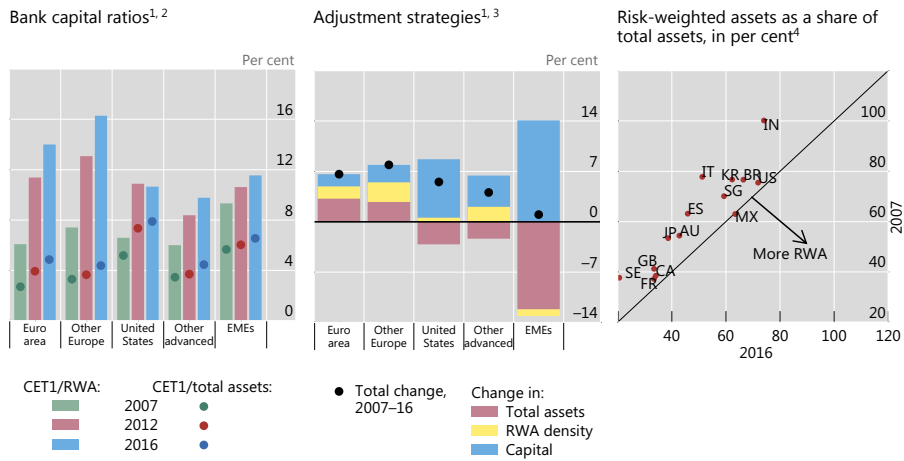 Bank capital ratios1, 2
Per cent
16
12
8
4
0
Euro
area
Other
Europe
United
States
Other
advanced
EMEs
CET1/RWA:
CET1/total assets:
2007
2012
2016
Adjustment strategies1, 3
Per cent
14
7
0
–7
–14
Euro
area
Other
Europe
United
States
Other
advanced
EMEs
Total change,
2007–16
Change in:
Total assets
RWA density
Capital
Risk-weighted assets as a share of
total assets, in per cent4
100
80
60
40
20
2007
IN
IT
KR
BR
US
SG
ES
MX
JP
AU
GB
SE
CA
FR
More RWA
40
60
80
100
120
2016